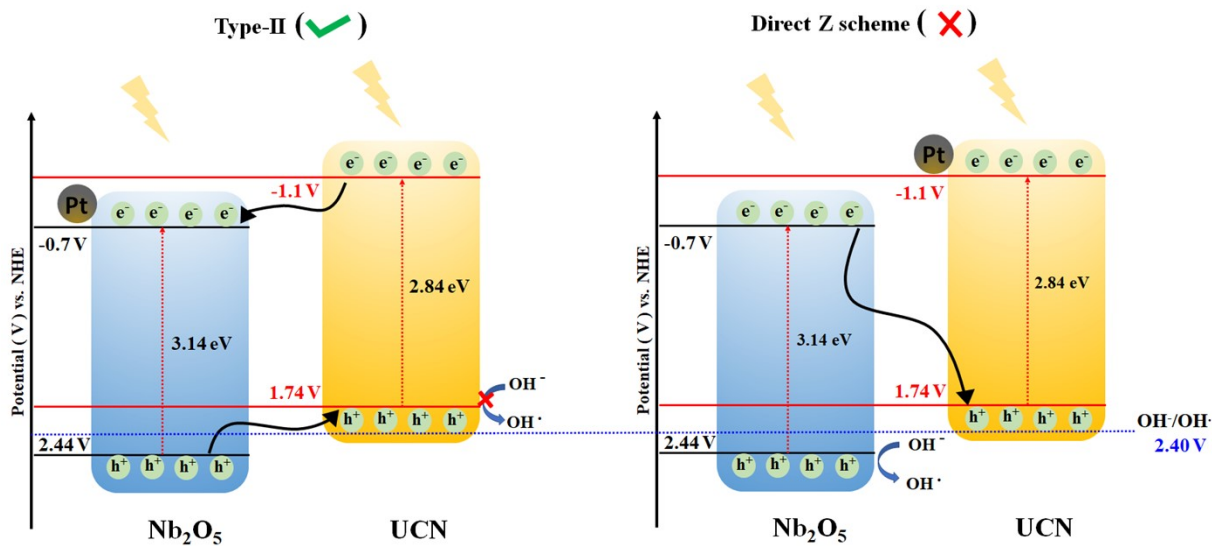 Type-II (✓)
Potential (V) vs. NHE
Pt
e⁻ e⁻ e⁻ e⁻
e⁻ e⁻ e⁻ e⁻
-1.1 V
-0.7 V
3.14 eV
2.84 eV
1.74 V
2.44 V
h⁺ h⁺ h⁺ h⁺
h⁺ h⁺ h⁺ h⁺
OH⁻
OH·
Nb₂O₅
UCN
Direct Z scheme (✗)
Potential (V) vs. NHE
Pt
e⁻ e⁻ e⁻ e⁻
e⁻ e⁻ e⁻ e⁻
-1.1 V
-0.7 V
3.14 eV
2.84 eV
1.74 V
2.44 V
h⁺ h⁺ h⁺ h⁺
h⁺ h⁺ h⁺ h⁺
OH⁻
OH·
OH⁻/OH·
2.40 V
Nb₂O₅
UCN